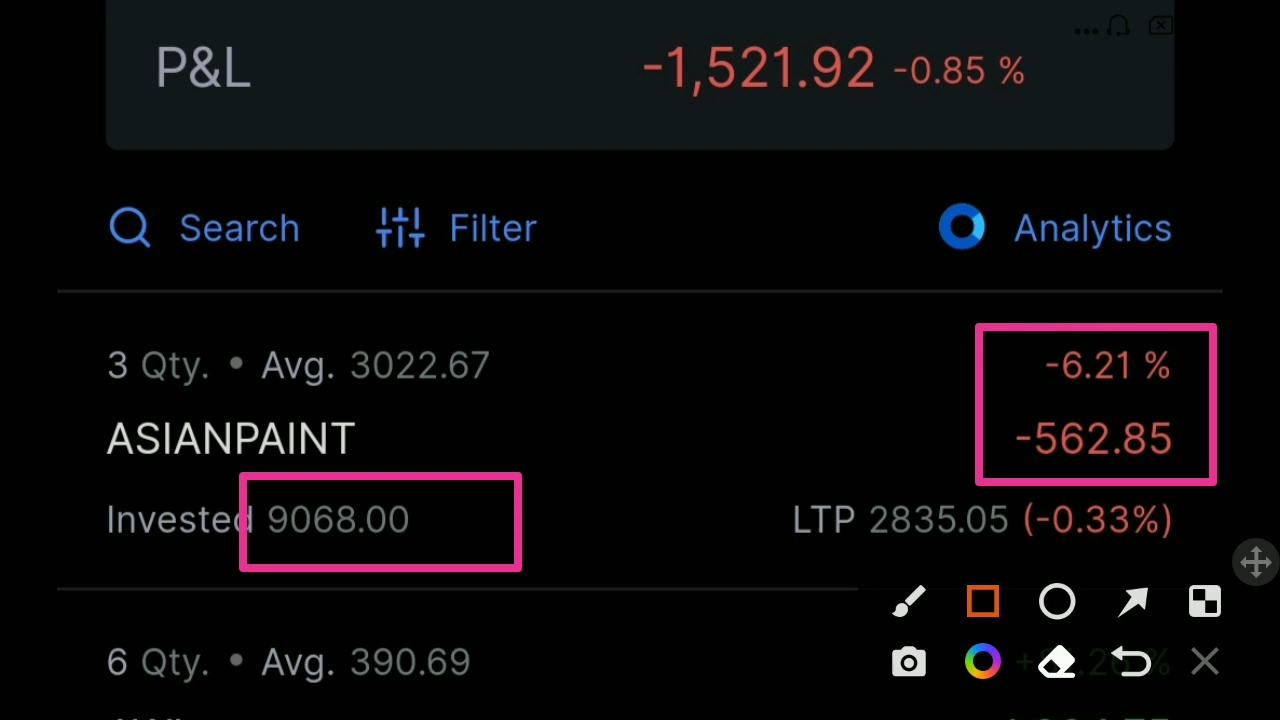 P&L -1,521.92 -0.85 %
Search Filter Analytics
3 Qty. • Avg. 3022.67 -6.21 %
ASIANPAINT -562.85
Invested 9068.00 LTP 2835.05 (-0.33%)
6 Qty. • Avg. 390.69